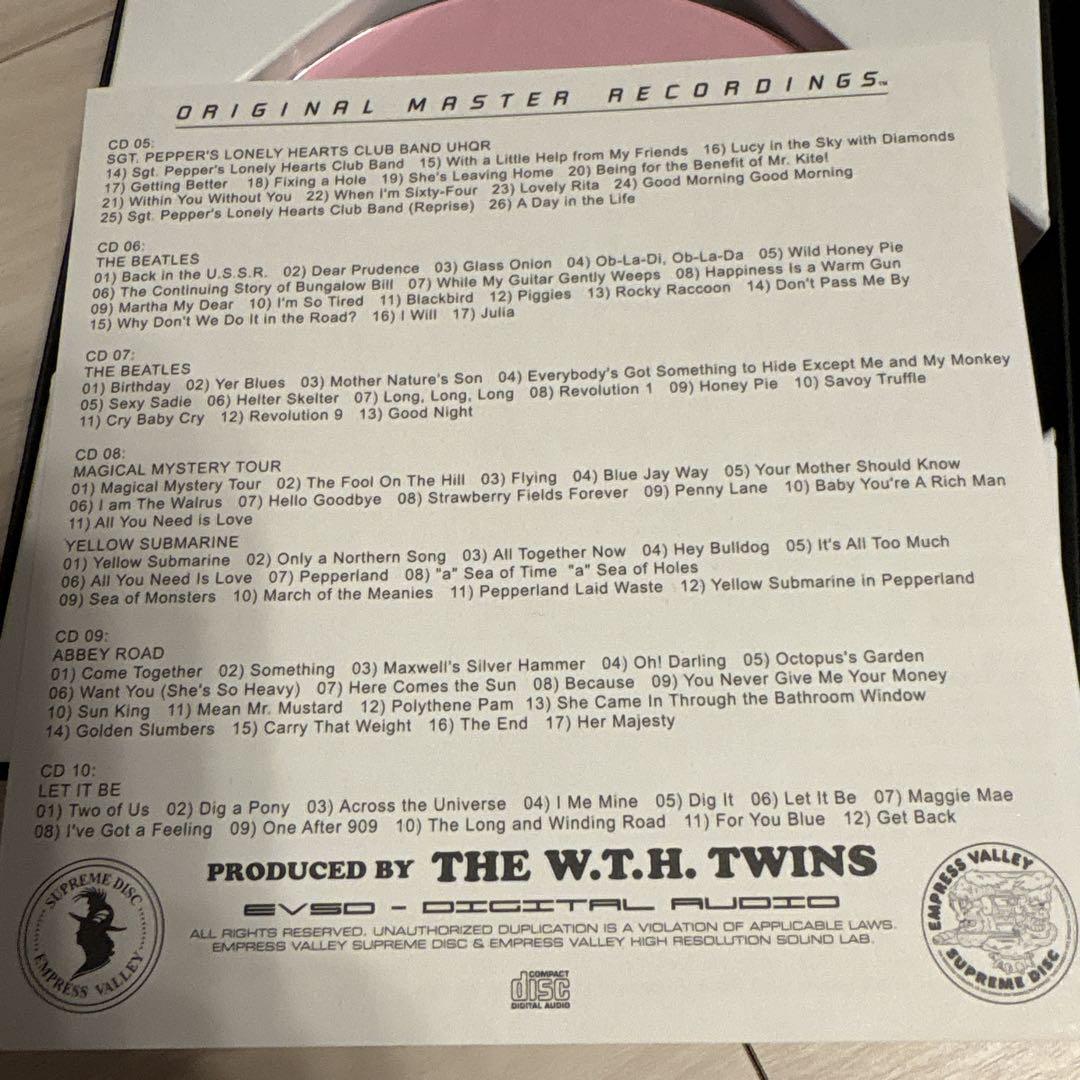 ORIGINAL MASTER RECORDINGS™
CD 05:
SGT. PEPPER'S LONELY HEARTS CLUB BAND UHQR
14) Sgt. Pepper's Lonely Hearts Club Band 15) With a Little Help from My Friends 16) Lucy in the Sky with Diamonds
17) Getting Better 18) Fixing a Hole 19) She's Leaving Home 20) Being for the Benefit of Mr. Kite!
21) Within You Without You 22) When I'm Sixty-Four 23) Lovely Rita 24) Good Morning Good Morning
25) Sgt. Pepper's Lonely Hearts Club Band (Reprise) 26) A Day in the Life
CD 06:
THE BEATLES
01) Back in the U.S.S.R. 02) Dear Prudence 03) Glass Onion 04) Ob-La-Di, Ob-La-Da 05) Wild Honey Pie
06) The Continuing Story of Bungalow Bill 07) While My Guitar Gently Weeps 08) Happiness Is a Warm Gun
09) Martha My Dear 10) I'm So Tired 11) Blackbird 12) Piggies 13) Rocky Raccoon 14) Don't Pass Me By
15) Why Don't We Do It in the Road? 16) I Will 17) Julia
CD 07:
THE BEATLES
01) Birthday 02) Yer Blues 03) Mother Nature's Son 04) Everybody's Got Something to Hide Except Me and My Monkey
05) Sexy Sadie 06) Helter Skelter 07) Long, Long, Long 08) Revolution 1 09) Honey Pie 10) Savoy Truffle
11) Cry Baby Cry 12) Revolution 9 13) Good Night
CD 08:
MAGICAL MYSTERY TOUR
01) Magical Mystery Tour 02) The Fool On The Hill 03) Flying 04) Blue Jay Way 05) Your Mother Should Know
06) I am The Walrus 07) Hello Goodbye 08) Strawberry Fields Forever 09) Penny Lane 10) Baby You're A Rich Man
11) All You Need is Love
YELLOW SUBMARINE
01) Yellow Submarine 02) Only a Northern Song 03) All Together Now 04) Hey Bulldog 05) It's All Too Much
06) All You Need Is Love 07) Pepperland 08) "a" Sea of Time "a" Sea of Holes
09) Sea of Monsters 10) March of the Meanies 11) Pepperland Laid Waste 12) Yellow Submarine in Pepperland
CD 09:
ABBEY ROAD
01) Come Together 02) Something 03) Maxwell's Silver Hammer 04) Oh! Darling 05) Octopus's Garden
06) Want You (She's So Heavy) 07) Here Comes the Sun 08) Because 09) You Never Give Me Your Money
10) Sun King 11) Mean Mr. Mustard 12) Polythene Pam 13) She Came In Through the Bathroom Window
14) Golden Slumbers 15) Carry That Weight 16) The End 17) Her Majesty
CD 10:
LET IT BE
01) Two of Us 02) Dig a Pony 03) Across the Universe 04) I Me Mine 05) Dig It 06) Let It Be 07) Maggie Mae
08) I've Got a Feeling 09) One After 909 10) The Long and Winding Road 11) For You Blue 12) Get Back
PRODUCED BY THE W.T.H. TWINS
EVSD - DIGITAL AUDIO
ALL RIGHTS RESERVED. UNAUTHORIZED DUPLICATION IS A VIOLATION OF APPLICABLE LAWS.
EMPRESS VALLEY SUPREME DISC & EMPRESS VALLEY HIGH RESOLUTION SOUND LAB.
SUPREME DISC
EMPRESS VALLEY
EMPRESS VALLEY
SUPREME DISC
COMPACT
disc
DIGITAL AUDIO